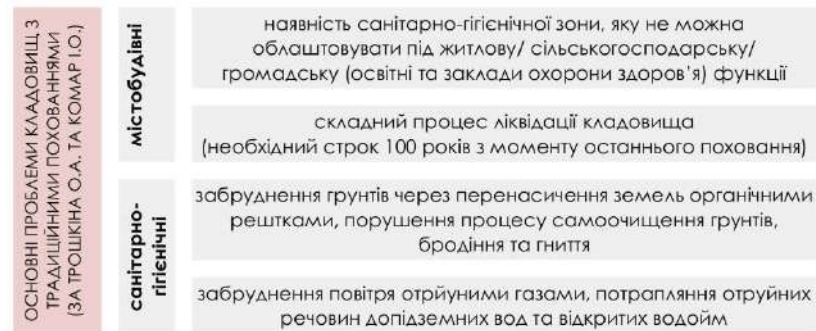 ОСНОВНІ ПРОБЛЕМИ КЛАДОВИЩ З
ТРАДИЦІЙНИМИ ПОХОВАННЯМИ
(ЗА ТРОШКІНА О.А. ТА КОМАР І.О.)
містобудівні
наявність санітарно-гігієнічної зони, яку не можна
облаштовувати під житлову/ сільськогосподарську/
громадську (освітні та заклади охорони здоров'я) функції
складний процес ліквідації кладовища
(необхідний строк 100 років з моменту останнього поховання)
санітарно-
гігієнічні
забруднення грунтів через перенасичення земель органічними
рештками, порушення процесу самоочищення грунтів,
бродіння та гниття
забруднення повітря отрйуними газами, потрапляння отруйних
речовин допідземних вод та відкритих водойм